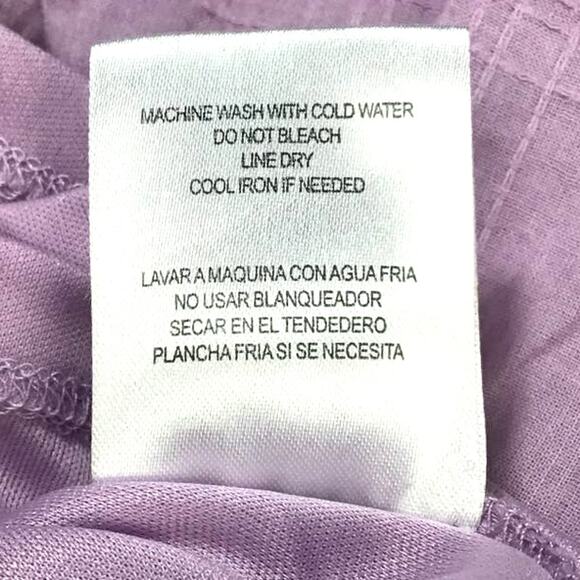 MACHINE WASH WITH COLD WATER
DO NOT BLEACH
LINE DRY
COOL IRON IF NEEDED
LAVAR A MAQUINA CON AGUA FRIA
NO USAR BLANQUEADOR
SECAR EN EL TENDEDERO
PLANCHA FRIA SI SE NECESITA